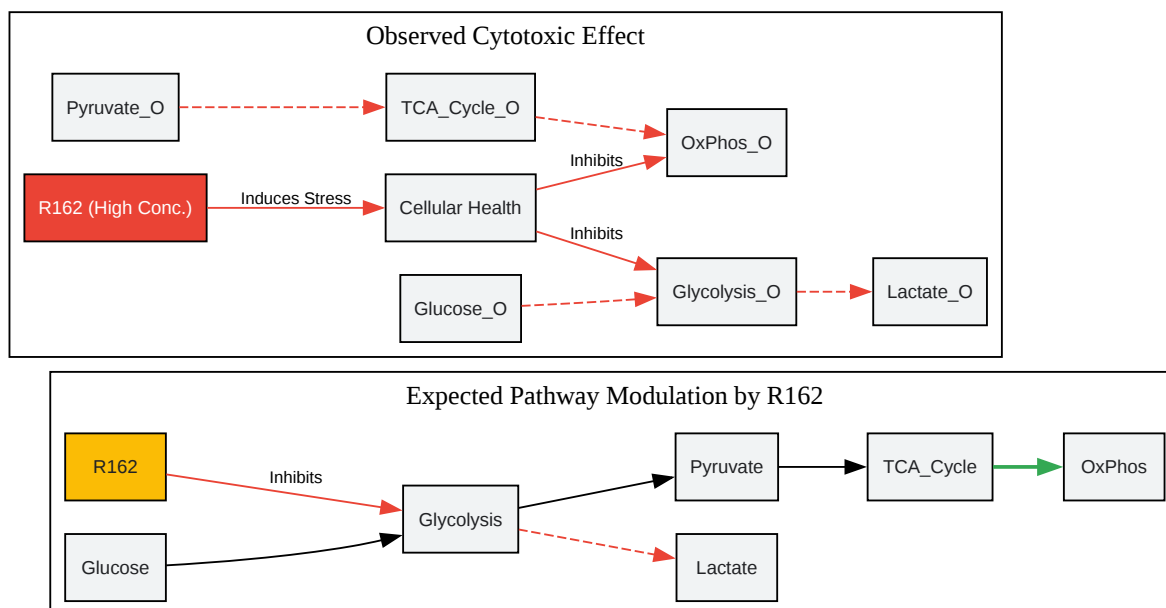 Observed Cytotoxic Effect
Pyruvate_O
TCA_Cycle_O
OxPhos_O
Inhibits
R162 (High Conc.)
Induces Stress
Cellular Health
Inhibits
Glucose_O
Glycolysis_O
Lactate_O
Expected Pathway Modulation by R162
R162
Inhibits
Pyruvate
TCA_Cycle
OxPhos
Glycolysis
Glucose
Lactate